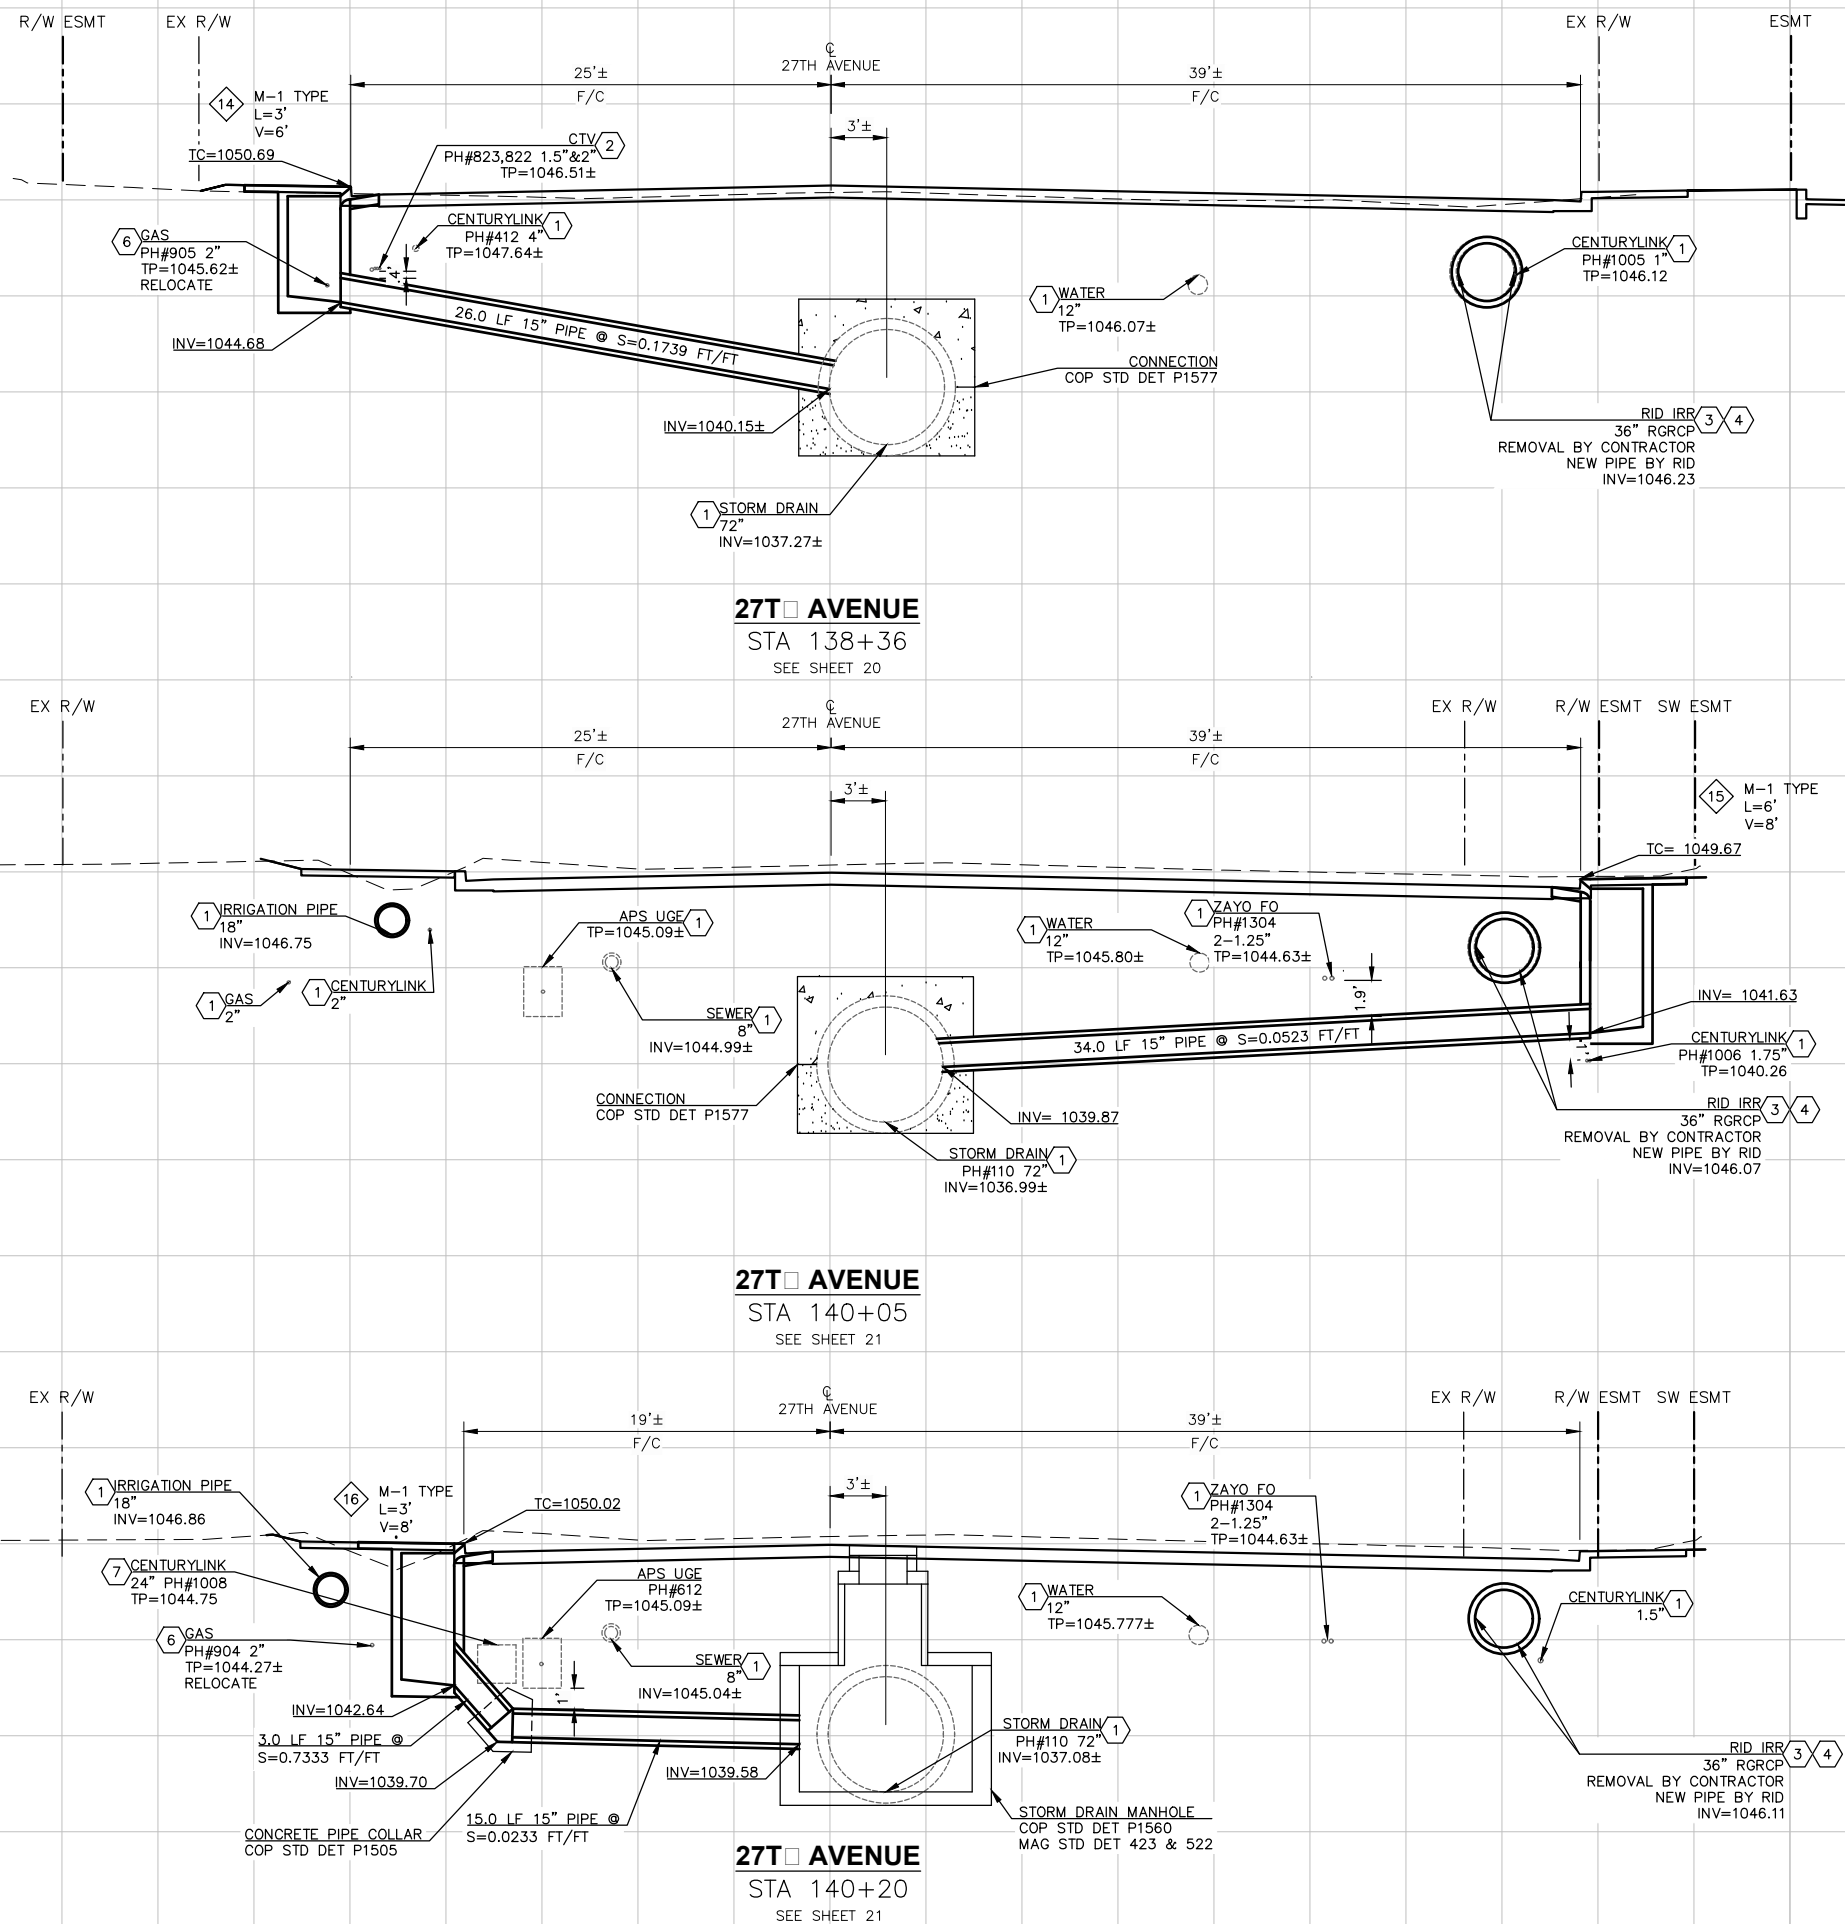 R/W ESMT
EX R/W
EX R/W
ESMT
℄
27TH AVENUE
25'±
F/C
39'±
F/C
3'±
14
M-1 TYPE
L=3'
V=6'
TC=1050.69
CTV 2
PH#823,822 1.5"&2"
TP=1046.51±
CENTURYLINK 1
PH#412 4"
TP=1047.64±
6 GAS
PH#905 2"
TP=1045.62±
RELOCATE
.4'
INV=1044.68
26.0 LF 15" PIPE @ S=0.1739 FT/FT
INV=1040.15±
1 WATER
12"
TP=1046.07±
CONNECTION
COP STD DET P1577
CENTURYLINK 1
PH#1005 1"
TP=1046.12
RID IRR 3 4
36" RGRCP
REMOVAL BY CONTRACTOR
NEW PIPE BY RID
INV=1046.23
1 STORM DRAIN
72"
INV=1037.27±
27T□ AVENUE
STA 138+36
SEE SHEET 20
EX R/W
EX R/W
R/W ESMT
SW ESMT
℄
27TH AVENUE
25'±
F/C
39'±
F/C
3'±
15
M-1 TYPE
L=6'
V=8'
TC= 1049.67
1 IRRIGATION PIPE
18"
INV=1046.75
1 GAS
2"
1 CENTURYLINK
2"
APS UGE 1
TP=1045.09±
SEWER 1
8"
INV=1044.99±
1 WATER
12"
TP=1045.80±
1 ZAYO FO
PH#1304
2-1.25"
TP=1044.63±
1.9'
INV= 1041.63
34.0 LF 15" PIPE @ S=0.0523 FT/FT
CENTURYLINK 1
PH#1006 1.75"
TP=1040.26
.1'
CONNECTION
COP STD DET P1577
INV= 1039.87
STORM DRAIN 1
PH#110 72"
INV=1036.99±
RID IRR 3 4
36" RGRCP
REMOVAL BY CONTRACTOR
NEW PIPE BY RID
INV=1046.07
27T□ AVENUE
STA 140+05
SEE SHEET 21
EX R/W
EX R/W
R/W ESMT
SW ESMT
℄
27TH AVENUE
19'±
F/C
39'±
F/C
3'±
1 IRRIGATION PIPE
18"
INV=1046.86
16
M-1 TYPE
L=3'
V=8'
TC=1050.02
7 CENTURYLINK
24" PH#1008
TP=1044.75
6 GAS
PH#904 2"
TP=1044.27±
RELOCATE
APS UGE
PH#612
TP=1045.09±
SEWER 1
8"
INV=1045.04±
1'
1 WATER
12"
TP=1045.777±
1 ZAYO FO
PH#1304
2-1.25"
TP=1044.63±
CENTURYLINK 1
1.5"
INV=1042.64
3.0 LF 15" PIPE @
S=0.7333 FT/FT
INV=1039.70
INV=1039.58
15.0 LF 15" PIPE @
S=0.0233 FT/FT
CONCRETE PIPE COLLAR
COP STD DET P1505
STORM DRAIN 1
PH#110 72"
INV=1037.08±
STORM DRAIN MANHOLE
COP STD DET P1560
MAG STD DET 423 & 522
RID IRR 3 4
36" RGRCP
REMOVAL BY CONTRACTOR
NEW PIPE BY RID
INV=1046.11
27T□ AVENUE
STA 140+20
SEE SHEET 21